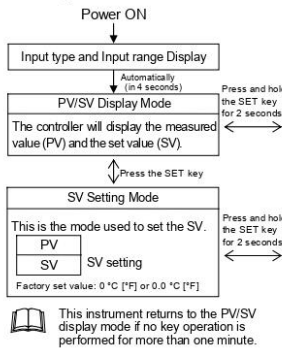 Power ON
Input type and Input range Display
Automatically
(in 4 seconds)
PV/SV Display Mode
The controller will display the measured
value (PV) and the set value (SV).
Press and hold
the SET key
for 2 seconds
Press the SET key
SV Setting Mode
This is the mode used to set the SV.
PV
SV
SV setting
Factory set value: 0 °C [°F] or 0.0 °C [°F]
Press and hold
the SET key
for 2 seconds
This instrument returns to the PV/SV
display mode if no key operation is
performed for more than one minute.